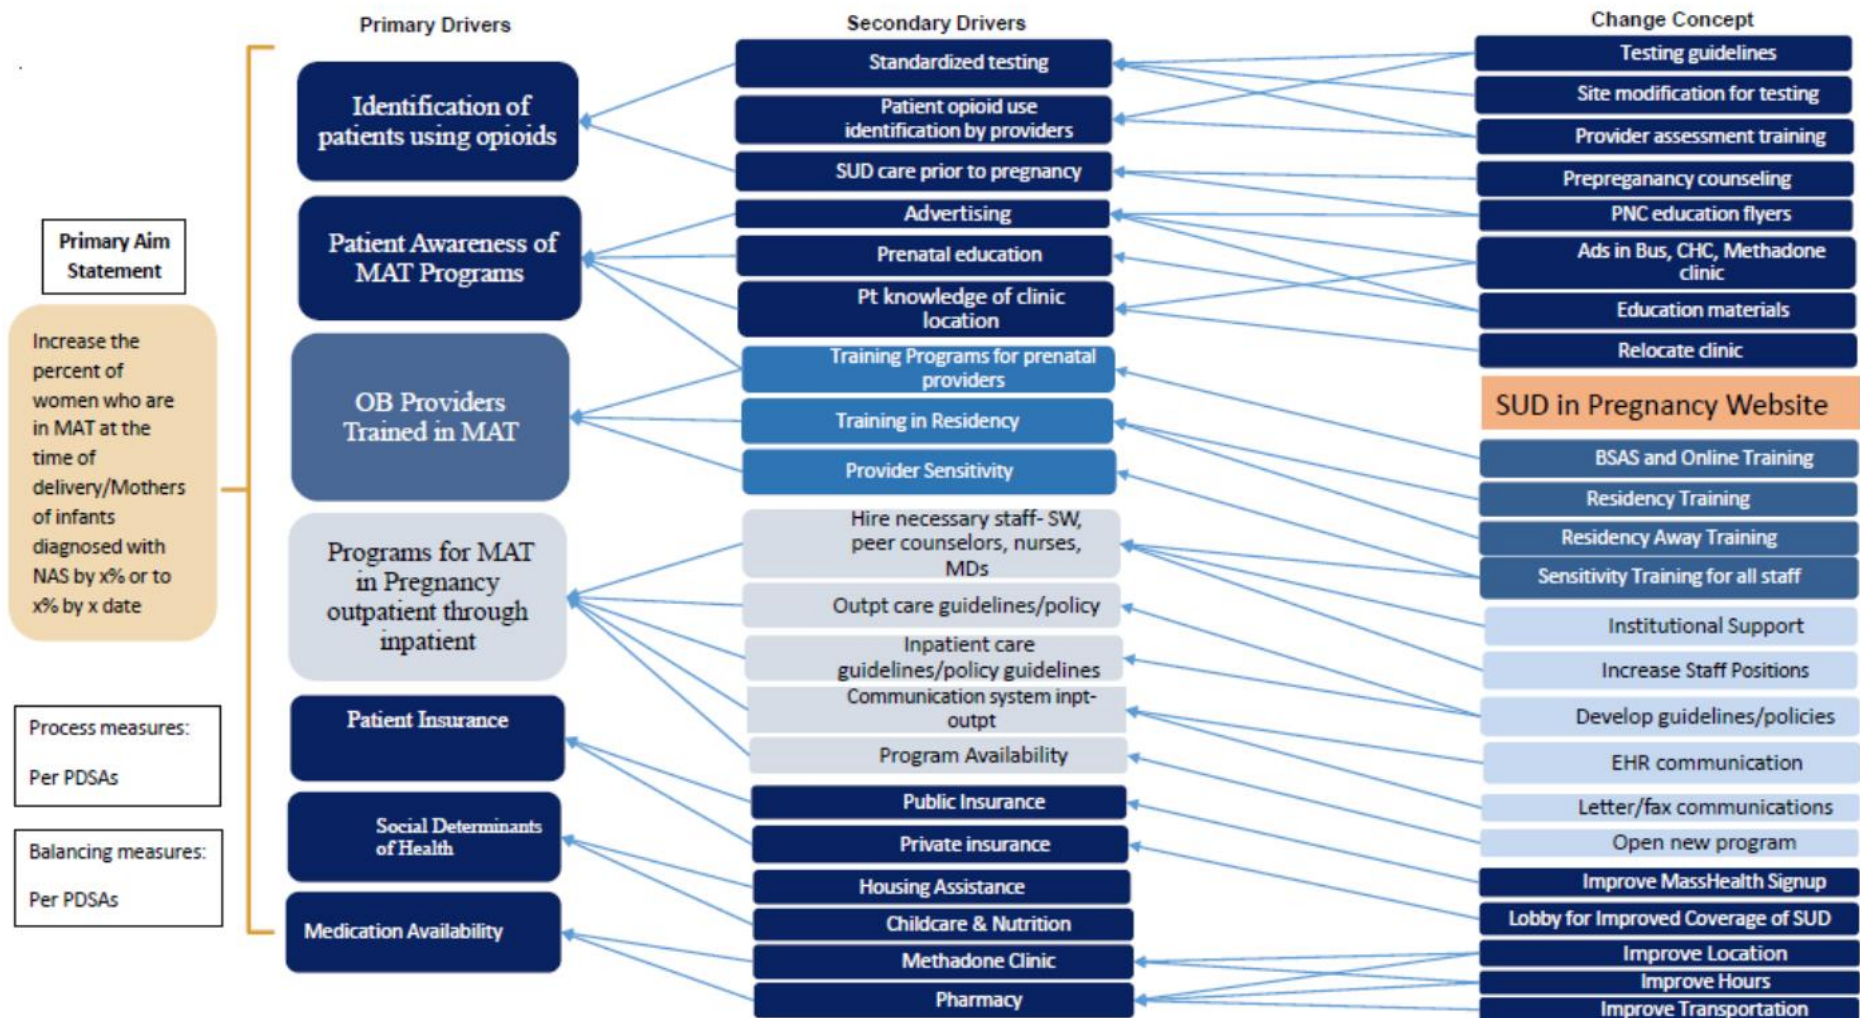 Primary Drivers
Secondary Drivers
Change Concept
Primary Aim
Statement
Increase the
percent of
women who are
in MAT at the
time of
delivery/Mothers
of infants
diagnosed with
NAS by x% or to
x% by x date
Process measures:
Per PDSAs
Balancing measures:
Per PDSAs
Identification of
patients using opioids
Patient Awareness of
MAT Programs
OB Providers
Trained in MAT
Programs for MAT
in Pregnancy
outpatient through
inpatient
Patient Insurance
Social Determinants
of Health
Medication Availability
Standardized testing
Patient opioid use
identification by providers
SUD care prior to pregnancy
Advertising
Prenatal education
Pt knowledge of clinic
location
Training Programs for prenatal
providers
Training in Residency
Provider Sensitivity
Hire necessary staff- SW,
peer counselors, nurses,
MDs
Outpt care guidelines/policy
Inpatient care
guidelines/policy guidelines
Communication system inpt-
outpt
Program Availability
Public Insurance
Private insurance
Housing Assistance
Childcare & Nutrition
Methadone Clinic
Pharmacy
Testing guidelines
Site modification for testing
Provider assessment training
Prepreganancy counseling
PNC education flyers
Ads in Bus, CHC, Methadone
clinic
Education materials
Relocate clinic
SUD in Pregnancy Website
BSAS and Online Training
Residency Training
Residency Away Training
Sensitivity Training for all staff
Institutional Support
Increase Staff Positions
Develop guidelines/policies
EHR communication
Letter/fax communications
Open new program
Improve MassHealth Signup
Lobby for Improved Coverage of SUD
Improve Location
Improve Hours
Improve Transportation